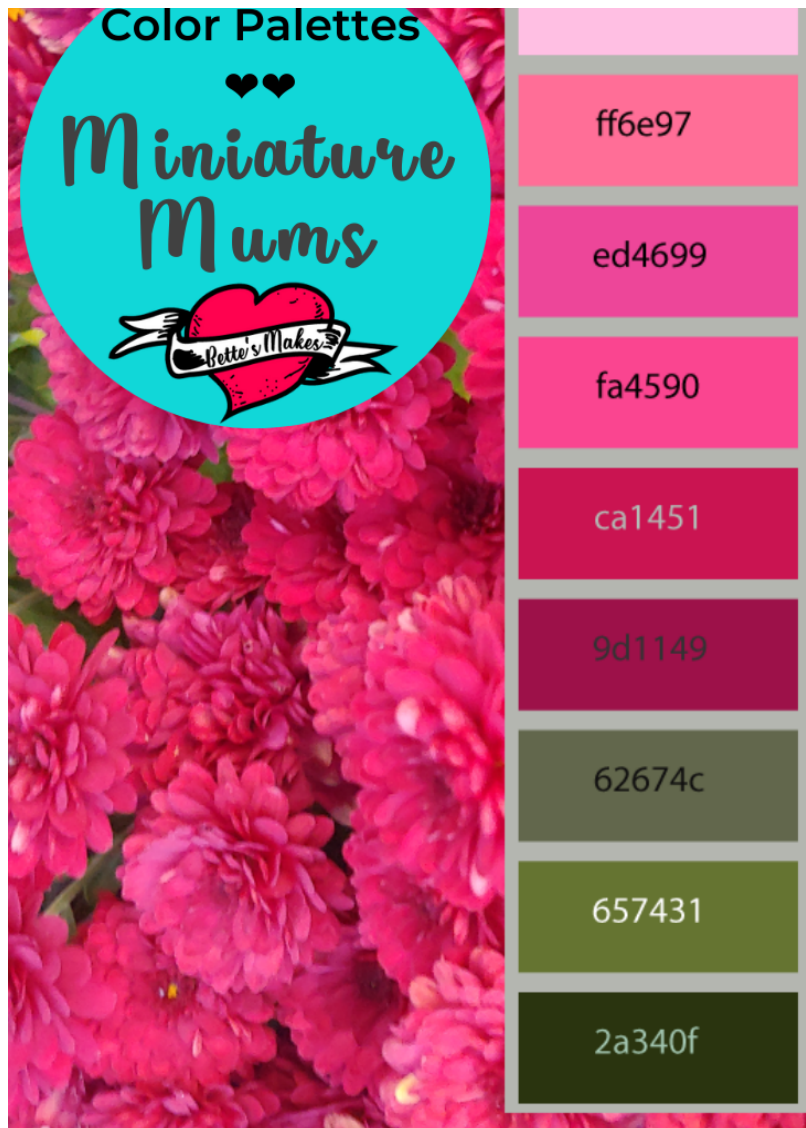 Color Palettes
❤❤
Miniature
Mums
Bette's Makes
ff6e97
ed4699
fa4590
ca1451
9d1149
62674c
657431
2a340f